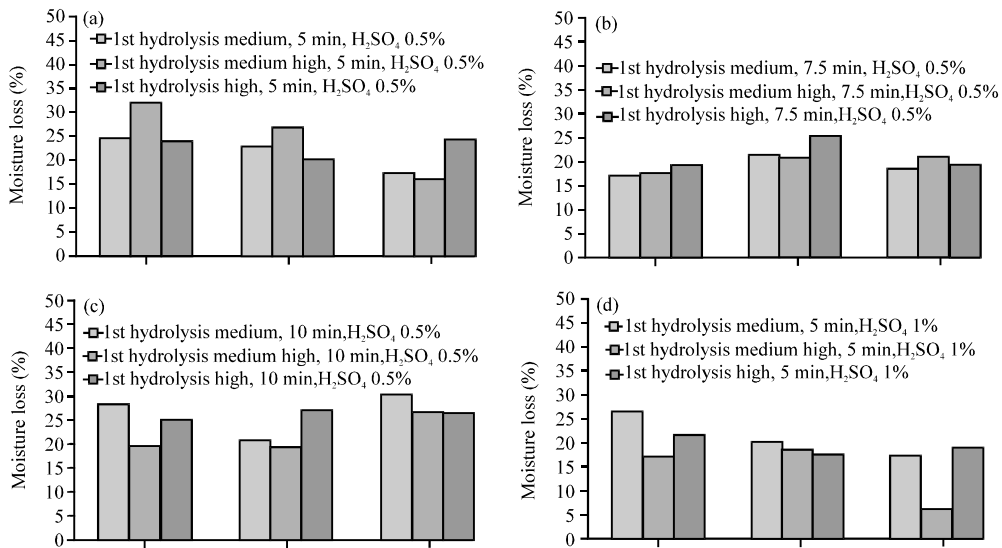 (a)
1st hydrolysis medium, 5 min, H₂SO₄ 0.5%
1st hydrolysis medium high, 5 min, H₂SO₄ 0.5%
1st hydrolysis high, 5 min, H₂SO₄ 0.5%
Moisture loss (%)
50
45
40
35
30
25
20
15
10
5
0
(b)
1st hydrolysis medium, 7.5 min, H₂SO₄ 0.5%
1st hydrolysis medium high, 7.5 min,H₂SO₄ 0.5%
1st hydrolysis high, 7.5 min,H₂SO₄ 0.5%
Moisture loss (%)
50
45
40
35
30
25
20
15
10
5
0
(c)
1st hydrolysis medium, 10 min,H₂SO₄ 0.5%
1st hydrolysis medium high, 10 min,H₂SO₄ 0.5%
1st hydrolysis high, 10 min,H₂SO₄ 0.5%
Moisture loss (%)
50
45
40
35
30
25
20
15
10
5
0
(d)
1st hydrolysis medium, 5 min,H₂SO₄ 1%
1st hydrolysis medium high, 5 min,H₂SO₄ 1%
1st hydrolysis high, 5 min,H₂SO₄ 1%
Moisture loss (%)
50
45
40
35
30
25
20
15
10
5
0